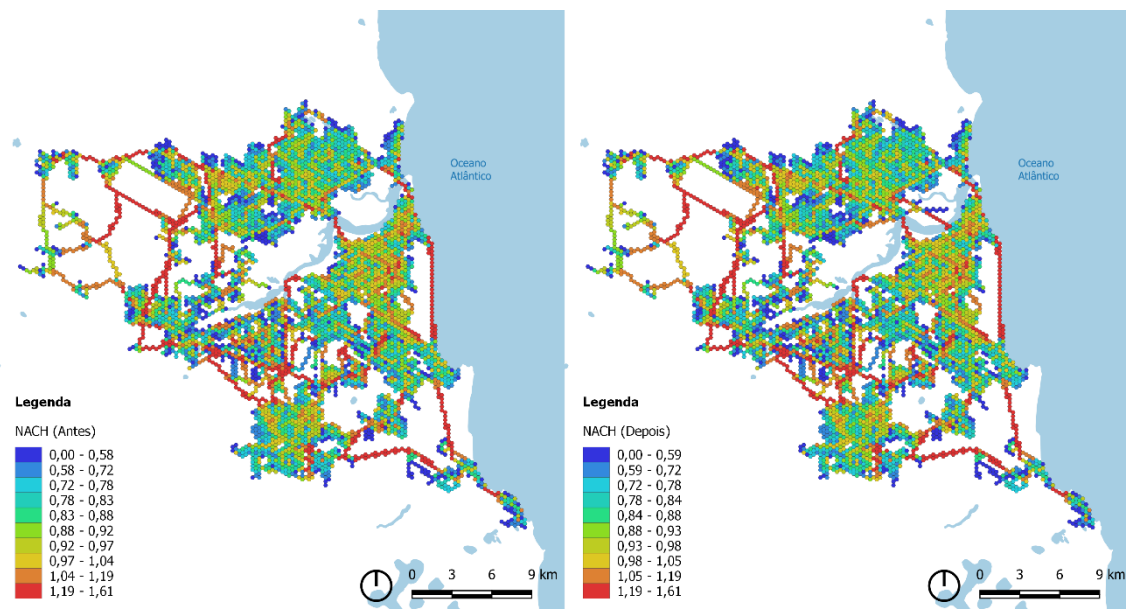 Oceano
Atlântico
Legenda
NACH (Antes)
0,00 - 0,58
0,58 - 0,72
0,72 - 0,78
0,78 - 0,83
0,83 - 0,88
0,88 - 0,92
0,92 - 0,97
0,97 - 1,04
1,04 - 1,19
1,19 - 1,61
0 3 6 9 km
Oceano
Atlântico
Legenda
NACH (Depois)
0,00 - 0,59
0,59 - 0,72
0,72 - 0,78
0,78 - 0,84
0,84 - 0,88
0,88 - 0,93
0,93 - 0,98
0,98 - 1,05
1,05 - 1,19
1,19 - 1,61
0 3 6 9 km